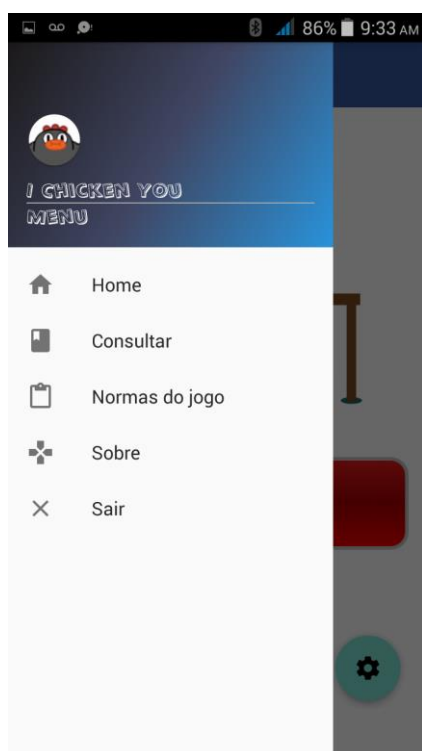 86% 9:33 AM
I CHICKEN YOU
MENU
Home
Consultar
Normas do jogo
Sobre
Sair